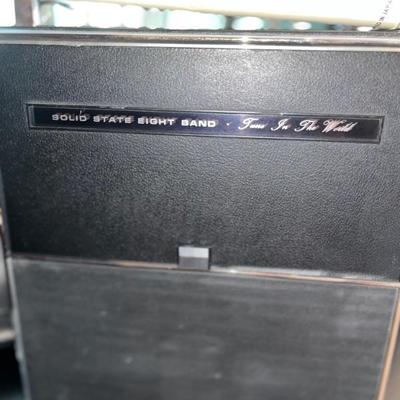 SOLID STATE EIGHT BAND · Tune In The World